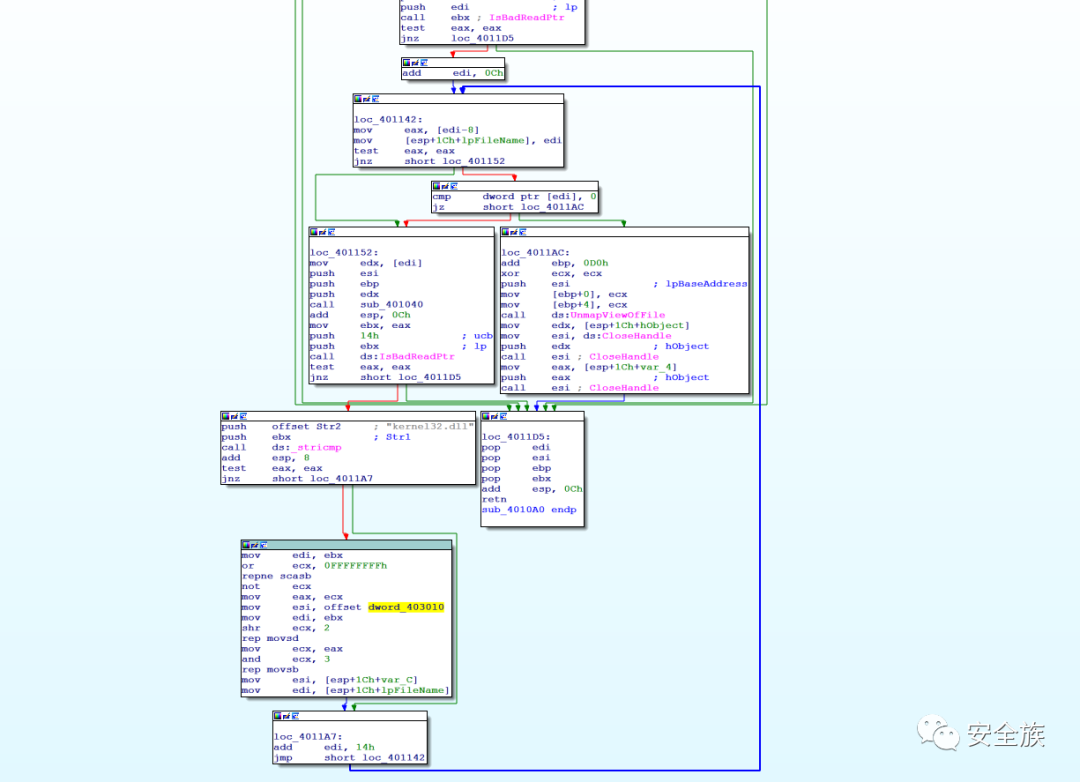 push    edi             ; lp
call    ebx ; IsBadReadPtr
test    eax, eax
jnz     loc_4011D5
add     edi, 0Ch
loc_401142:
mov     eax, [edi-8]
mov     [esp+1Ch+lpFileName], edi
test    eax, eax
jnz     short loc_401152
cmp     dword ptr [edi], 0
jz      short loc_4011AC
loc_401152:
mov     edx, [edi]
push    esi
push    ebp
push    edx
call    sub_401040
add     esp, 0Ch
mov     ebx, eax
push    14h             ; ucb
push    ebx             ; lp
call    ds:IsBadReadPtr
test    eax, eax
jnz     short loc_4011D5
loc_4011AC:
add     ebp, 0D0h
xor     ecx, ecx
push    esi             ; lpBaseAddress
mov     [ebp+0], ecx
mov     [ebp+4], ecx
call    ds:UnmapViewOfFile
mov     edx, [esp+1Ch+hObject]
mov     esi, ds:CloseHandle
push    edx             ; hObject
call    esi ; CloseHandle
mov     eax, [esp+1Ch+var_4]
push    eax             ; hObject
call    esi ; CloseHandle
push    offset Str2     ; "kernel32.dll"
push    ebx             ; Str1
call    ds:_stricmp
add     esp, 8
test    eax, eax
jnz     short loc_4011A7
loc_4011D5:
pop     edi
pop     esi
pop     ebp
pop     ebx
add     esp, 0Ch
retn
sub_4010A0 endp
mov     edi, ebx
or      ecx, 0FFFFFFFFh
repne scasb
not     ecx
mov     eax, ecx
mov     esi, offset dword_403010
mov     edi, ebx
shr     ecx, 2
rep movsd
mov     ecx, eax
and     ecx, 3
rep movsb
mov     esi, [esp+1Ch+var_C]
mov     edi, [esp+1Ch+lpFileName]
loc_4011A7:
add     edi, 14h
jmp     short loc_401142
安全族